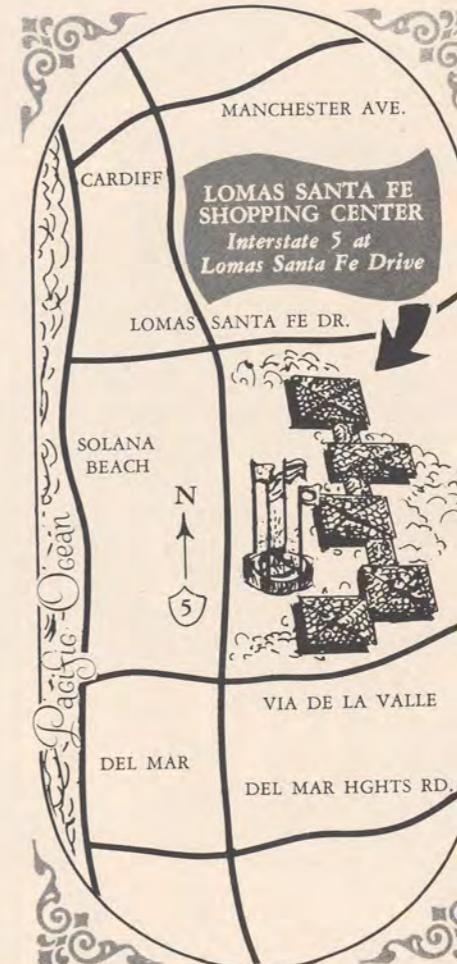 MANCHESTER AVE.
CARDIFF
LOMAS SANTA FE
SHOPPING CENTER
Interstate 5 at
Lomas Santa Fe Drive
LOMAS SANTA FE DR.
SOLANA
BEACH
N
5
Pacific Ocean
VIA DE LA VALLE
DEL MAR
DEL MAR HGHTS RD.